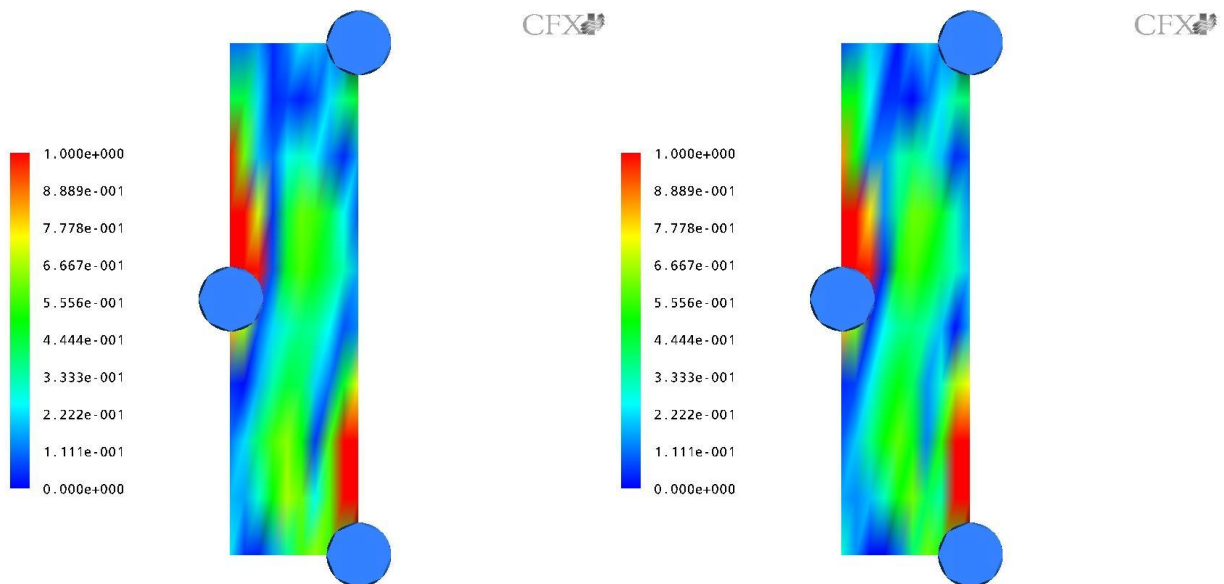 CFX
CFX
1.000e+000
8.889e-001
7.778e-001
6.667e-001
5.556e-001
4.444e-001
3.333e-001
2.222e-001
1.111e-001
0.000e+000
1.000e+000
8.889e-001
7.778e-001
6.667e-001
5.556e-001
4.444e-001
3.333e-001
2.222e-001
1.111e-001
0.000e+000